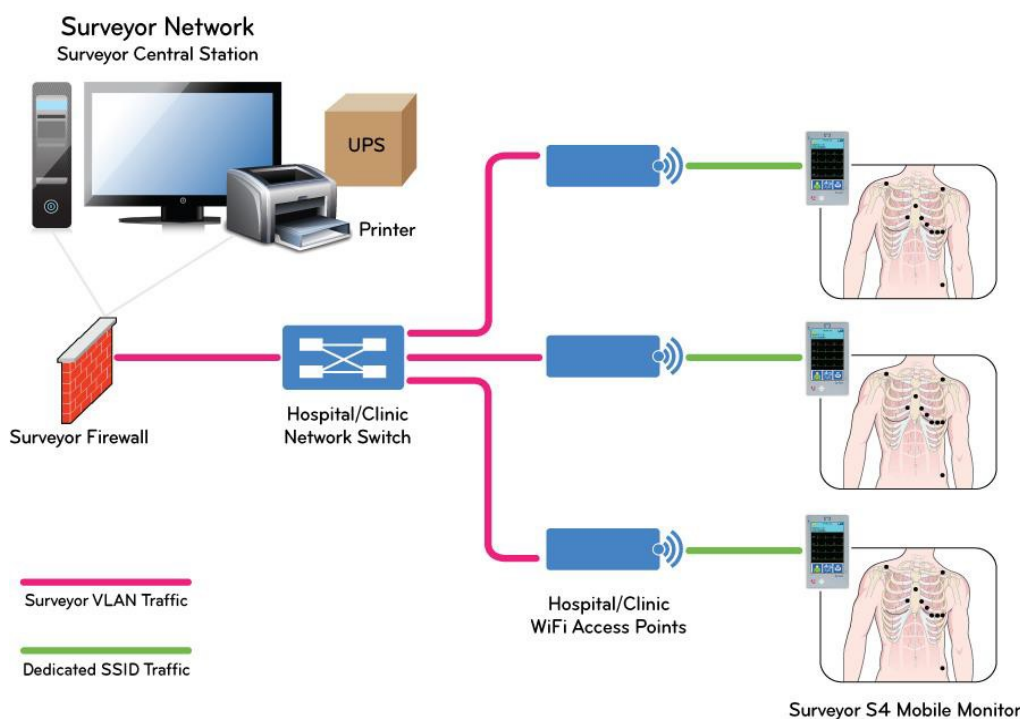 Surveyor Network
Surveyor Central Station
UPS
Printer
Surveyor Firewall
Hospital/Clinic
Network Switch
Hospital/Clinic
WiFi Access Points
Surveyor VLAN Traffic
Dedicated SSID Traffic
Surveyor S4 Mobile Monitor